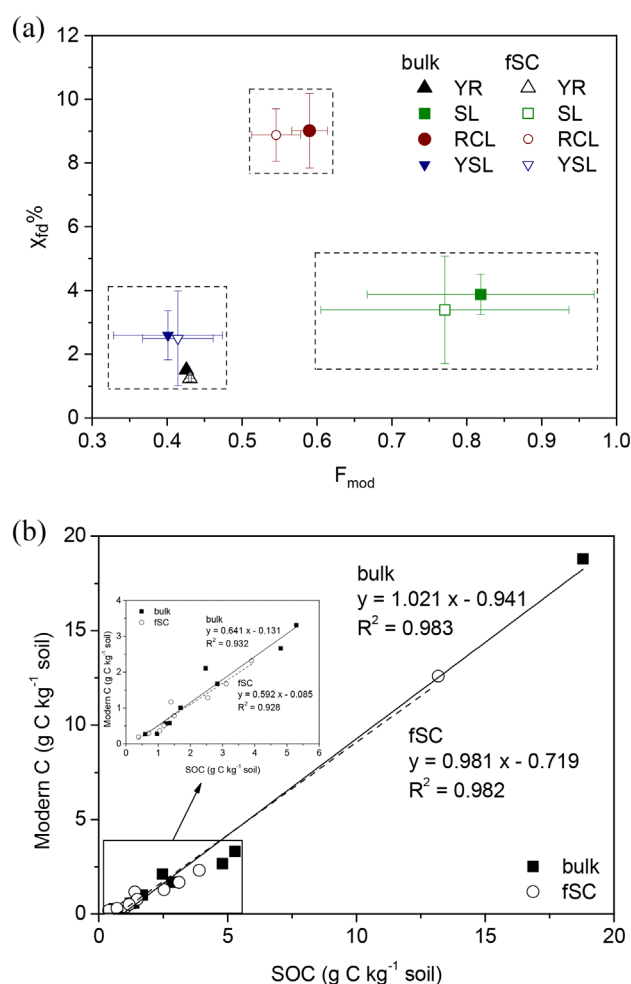 (a)
12
10
8
6
4
2
0
χfd%
bulk fSC
YR YR
SL SL
RCL RCL
YSL YSL
0.3 0.4 0.5 0.6 0.7 0.8 0.9 1.0
Fmod
(b)
20
15
10
5
0
Modern C (g C kg⁻¹ soil)
bulk
y = 1.021 x - 0.941
R² = 0.983
fSC
y = 0.981 x - 0.719
R² = 0.982
4
3
2
1
0
Modern C (g C kg⁻¹ soil)
bulk
fSC
bulk
y = 0.641 x - 0.131
R² = 0.932
fSC
y = 0.592 x - 0.085
R² = 0.928
0 1 2 3 4 5 6
SOC (g C kg⁻¹ soil)
bulk
fSC
0 5 10 15 20
SOC (g C kg⁻¹ soil)